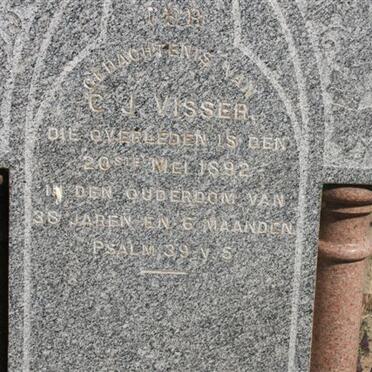 TER
GEDACHTENIS VAN
C. J. VISSER,
DIE OVERLEDEN IS DEN
20STE MEI 1892
IN DEN OUDERDOM VAN
38 JAREN EN 6 MAANDEN
PSALM 39 V 5